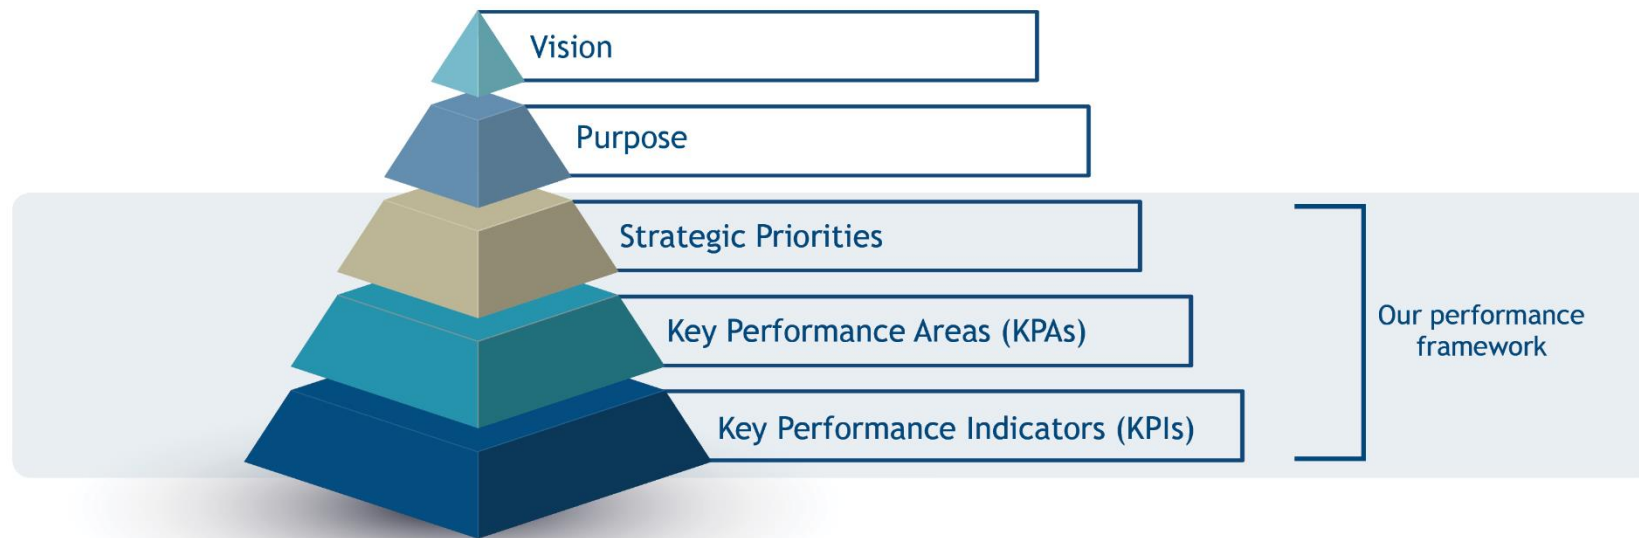 Vision
Purpose
Strategic Priorities
Key Performance Areas (KPAs)
Key Performance Indicators (KPIs)
Our performance
framework